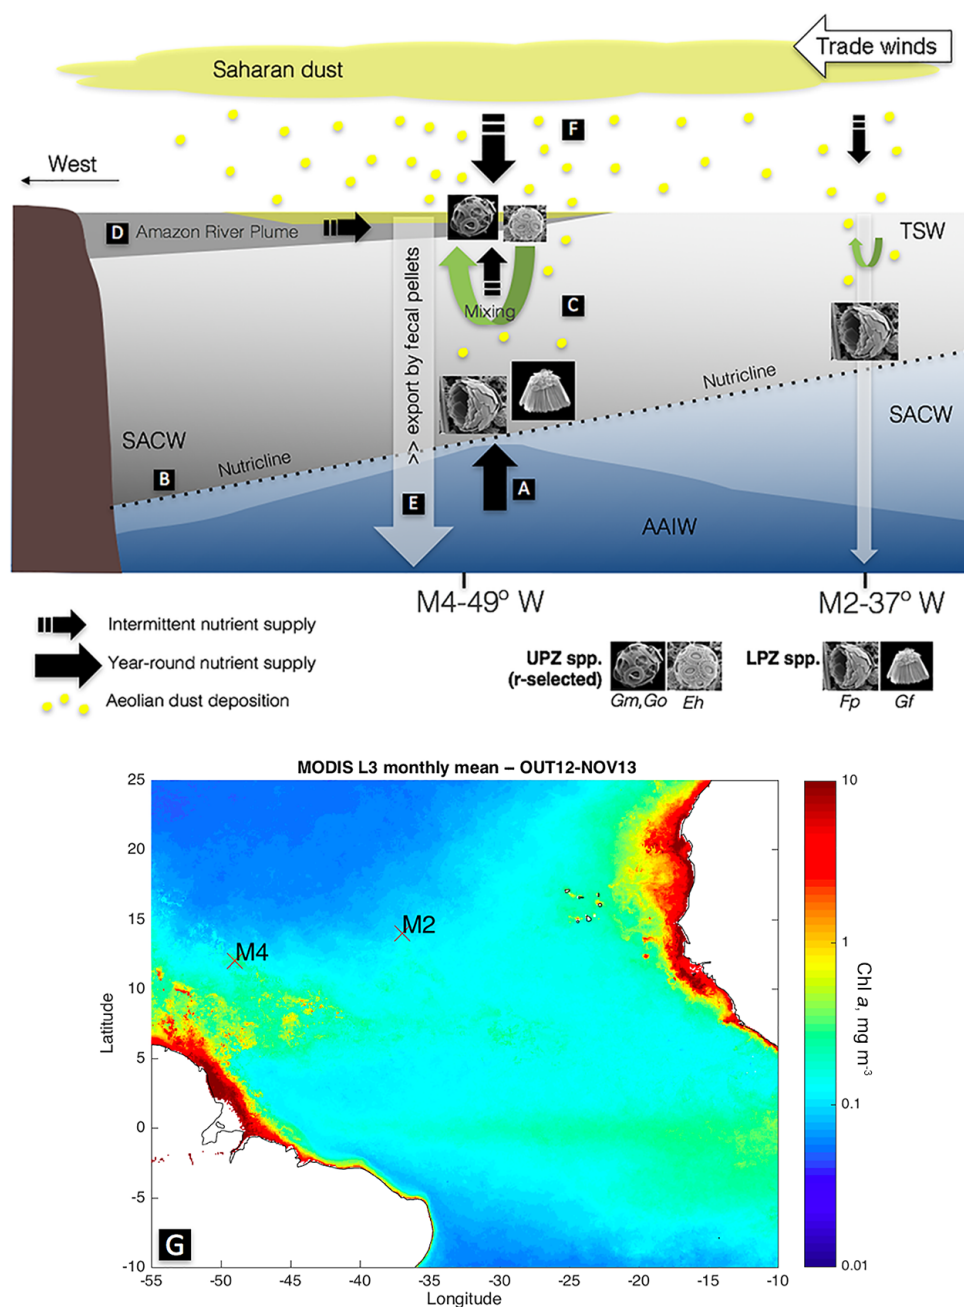 Trade winds
Saharan dust
F
West
D Amazon River Plume
TSW
>> export by fecal pellets
Mixing
C
Nutricline
SACW
SACW
Nutricline
B
E
A
AAIW
M4-49º W
M2-37º W
Intermittent nutrient supply
Year-round nutrient supply
Aeolian dust deposition
UPZ spp.
(r-selected)
Gm,Go Eh
LPZ spp.
Fp Gf
MODIS L3 monthly mean – OUT12-NOV13
25
20
15
10
5
0
-5
-10
Latitude
M2
M4
G
-55 -50 -45 -40 -35 -30 -25 -20 -15 -10
Longitude
10
1
0.1
0.01
Chl a, mg m-3